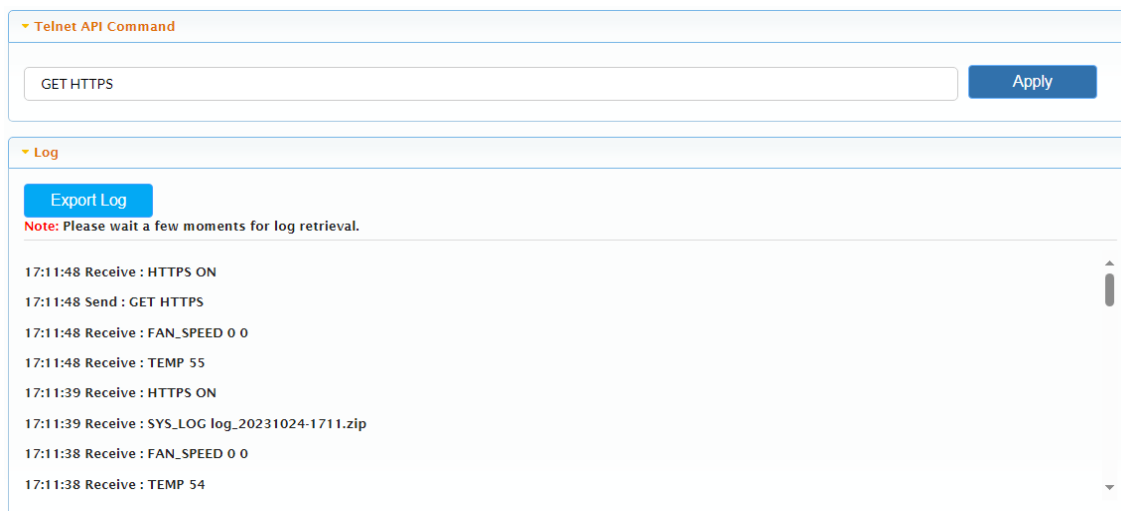 Telnet API Command
GET HTTPS
Apply
Log
Export Log
Note: Please wait a few moments for log retrieval.
17:11:48 Receive : HTTPS ON
17:11:48 Send : GET HTTPS
17:11:48 Receive : FAN_SPEED 0 0
17:11:48 Receive : TEMP 55
17:11:39 Receive : HTTPS ON
17:11:39 Receive : SYS_LOG log_20231024-1711.zip
17:11:38 Receive : FAN_SPEED 0 0
17:11:38 Receive : TEMP 54